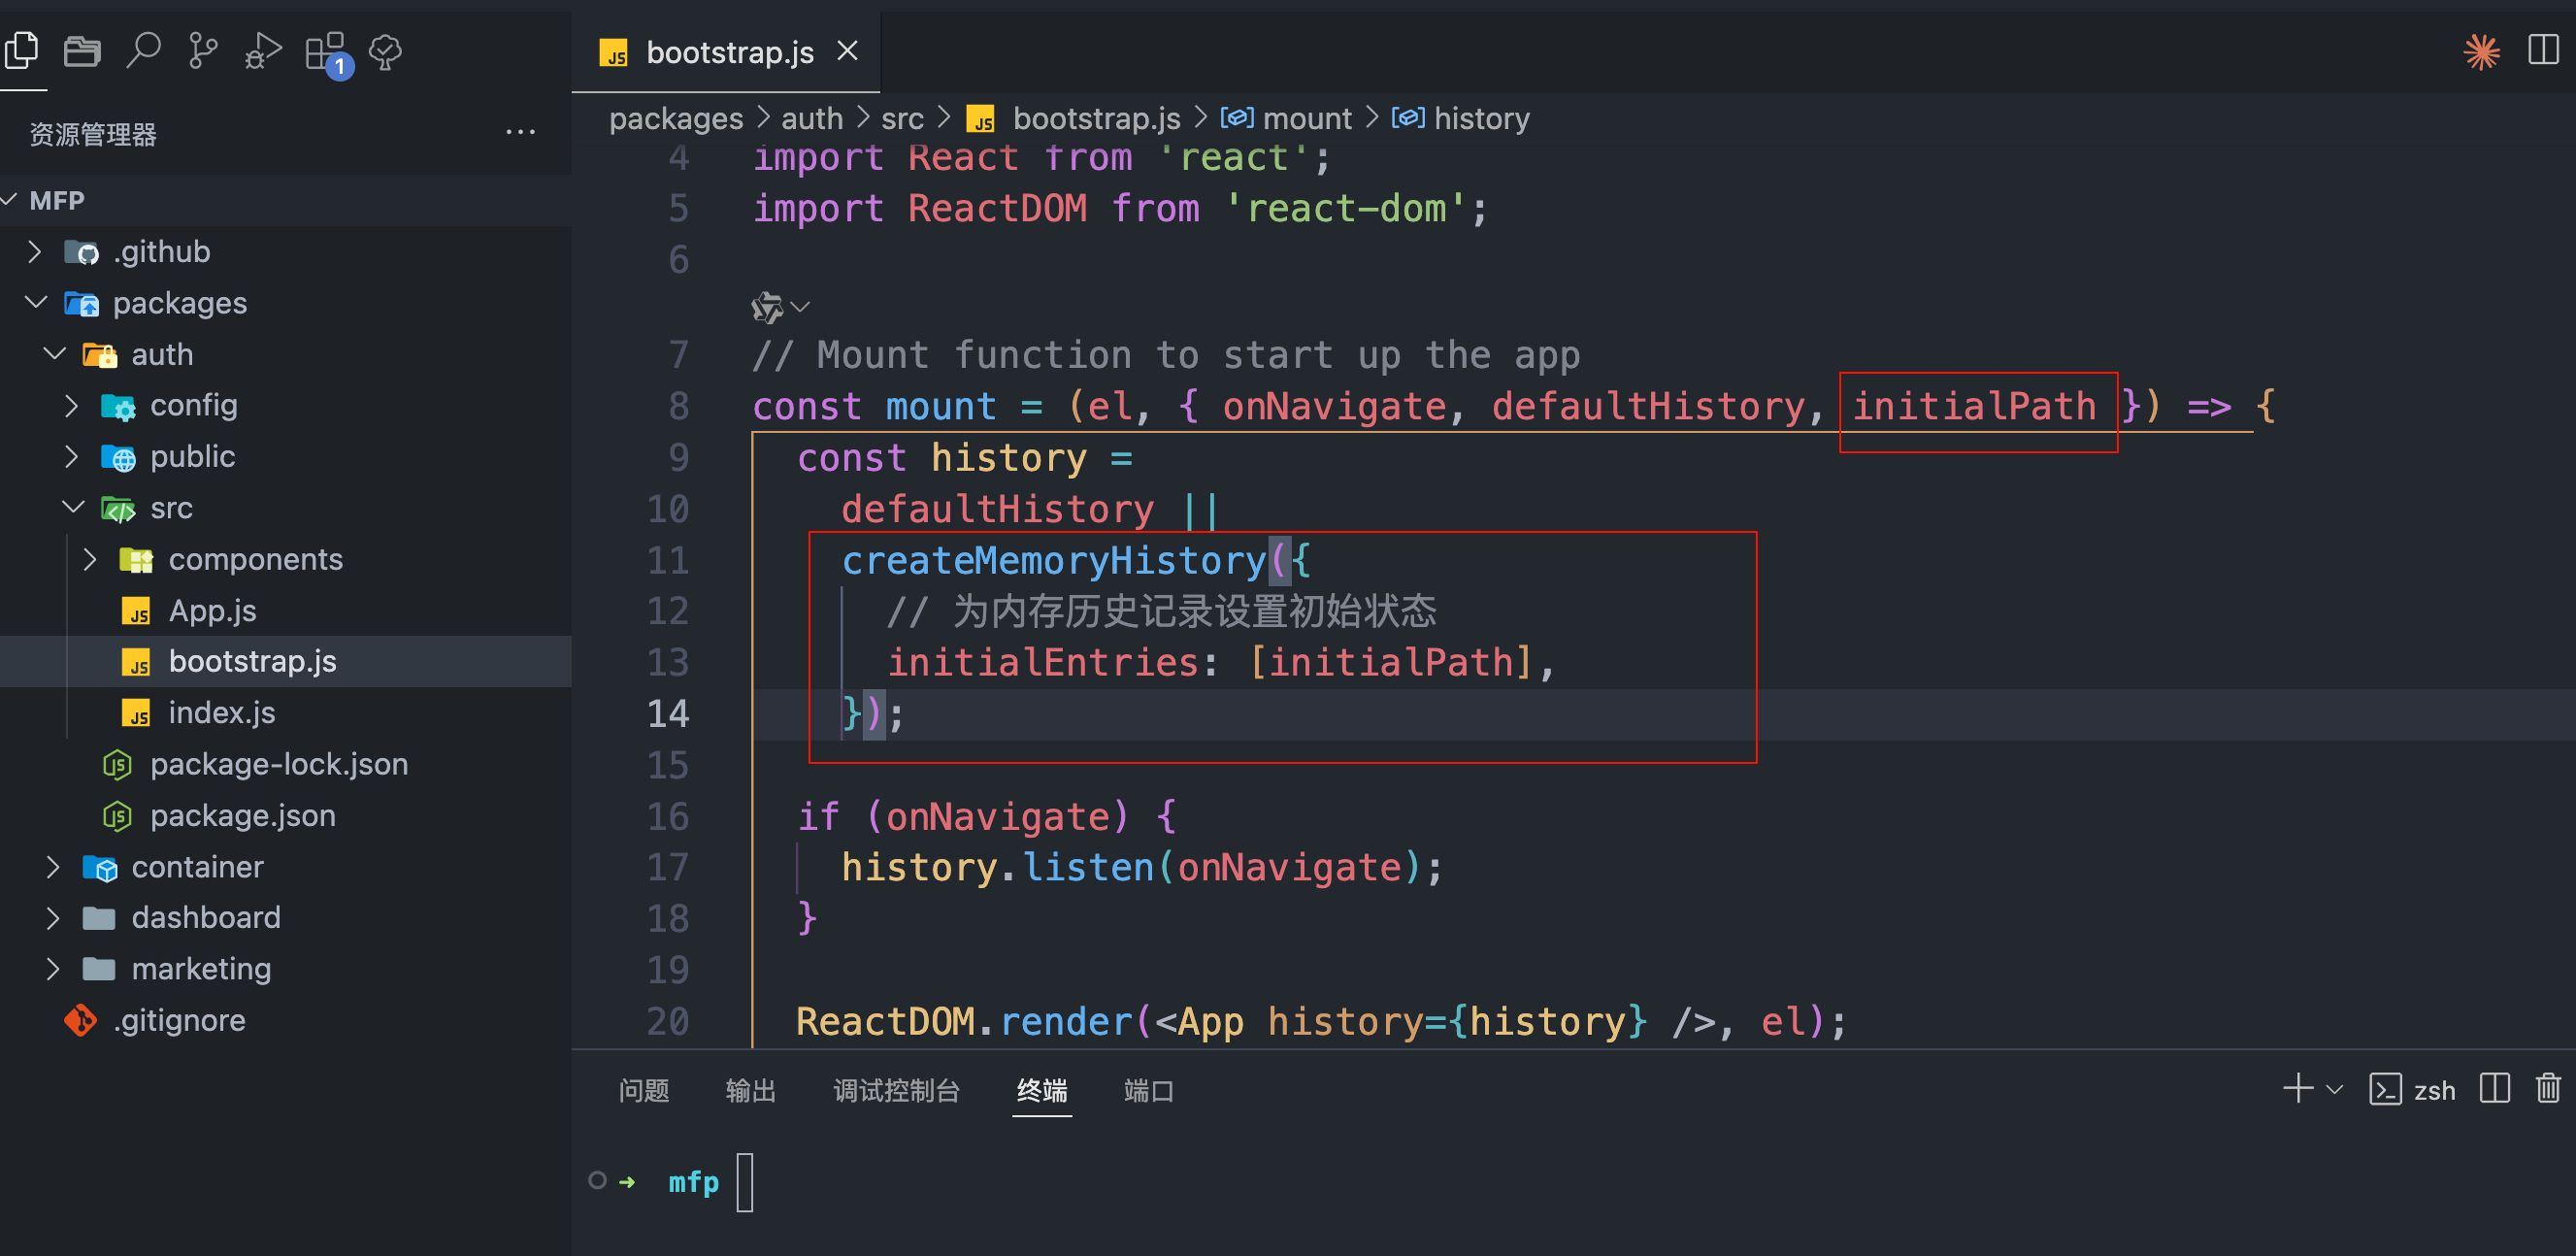 1
资源管理器
···
MFP
.github
packages
auth
config
public
src
components
App.js
bootstrap.js
index.js
package-lock.json
package.json
container
dashboard
marketing
.gitignore
JS bootstrap.js
packages > auth > src > JS bootstrap.js > mount > history
4 import React from 'react';
5 import ReactDOM from 'react-dom';
6
7 // Mount function to start up the app
8 const mount = (el, { onNavigate, defaultHistory, initialPath }) => {
9 const history =
10 defaultHistory ||
11 createMemoryHistory({
12 // 为内存历史记录设置初始状态
13 initialEntries: [initialPath],
14 });
15
16 if (onNavigate) {
17 history.listen(onNavigate);
18 }
19
20 ReactDOM.render(<App history={history} />, el);
问题 输出 调试控制台 终端 端口 zsh
➜ mfp